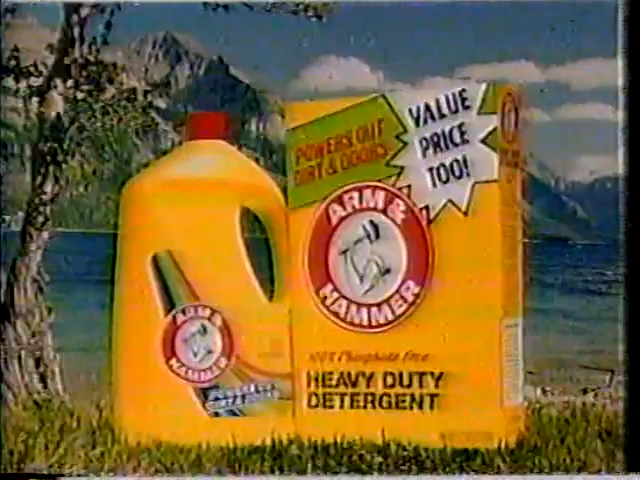 POWERS OUT
DIRT & ODORS
VALUE
PRICE
TOO!
ARM &
HAMMER
100% Phosphate Free
HEAVY DUTY
DETERGENT
ARM &
HAMMER